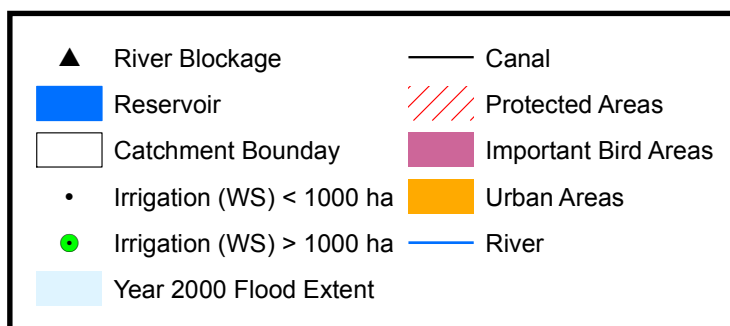 River Blockage
Reservoir
Catchment Bounday
Irrigation (WS) < 1000 ha
Irrigation (WS) > 1000 ha
Year 2000 Flood Extent
Canal
Protected Areas
Important Bird Areas
Urban Areas
River